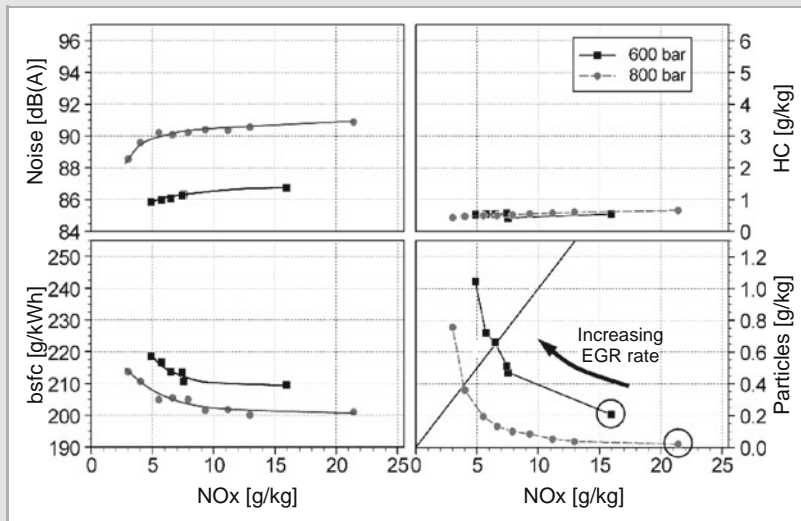 Noise [dB(A)]
96
94
92
90
88
86
84
600 bar
800 bar
6
5
4
3
2
1
0
HC [g/kg]
bsfc [g/kWh]
250
240
230
220
210
200
190
0 5 10 15 20 25
NOx [g/kg]
Increasing
EGR rate
1.2
1.0
0.8
0.6
0.4
0.2
0.0
Particles [g/kg]
0 5 10 15 20 25
NOx [g/kg]